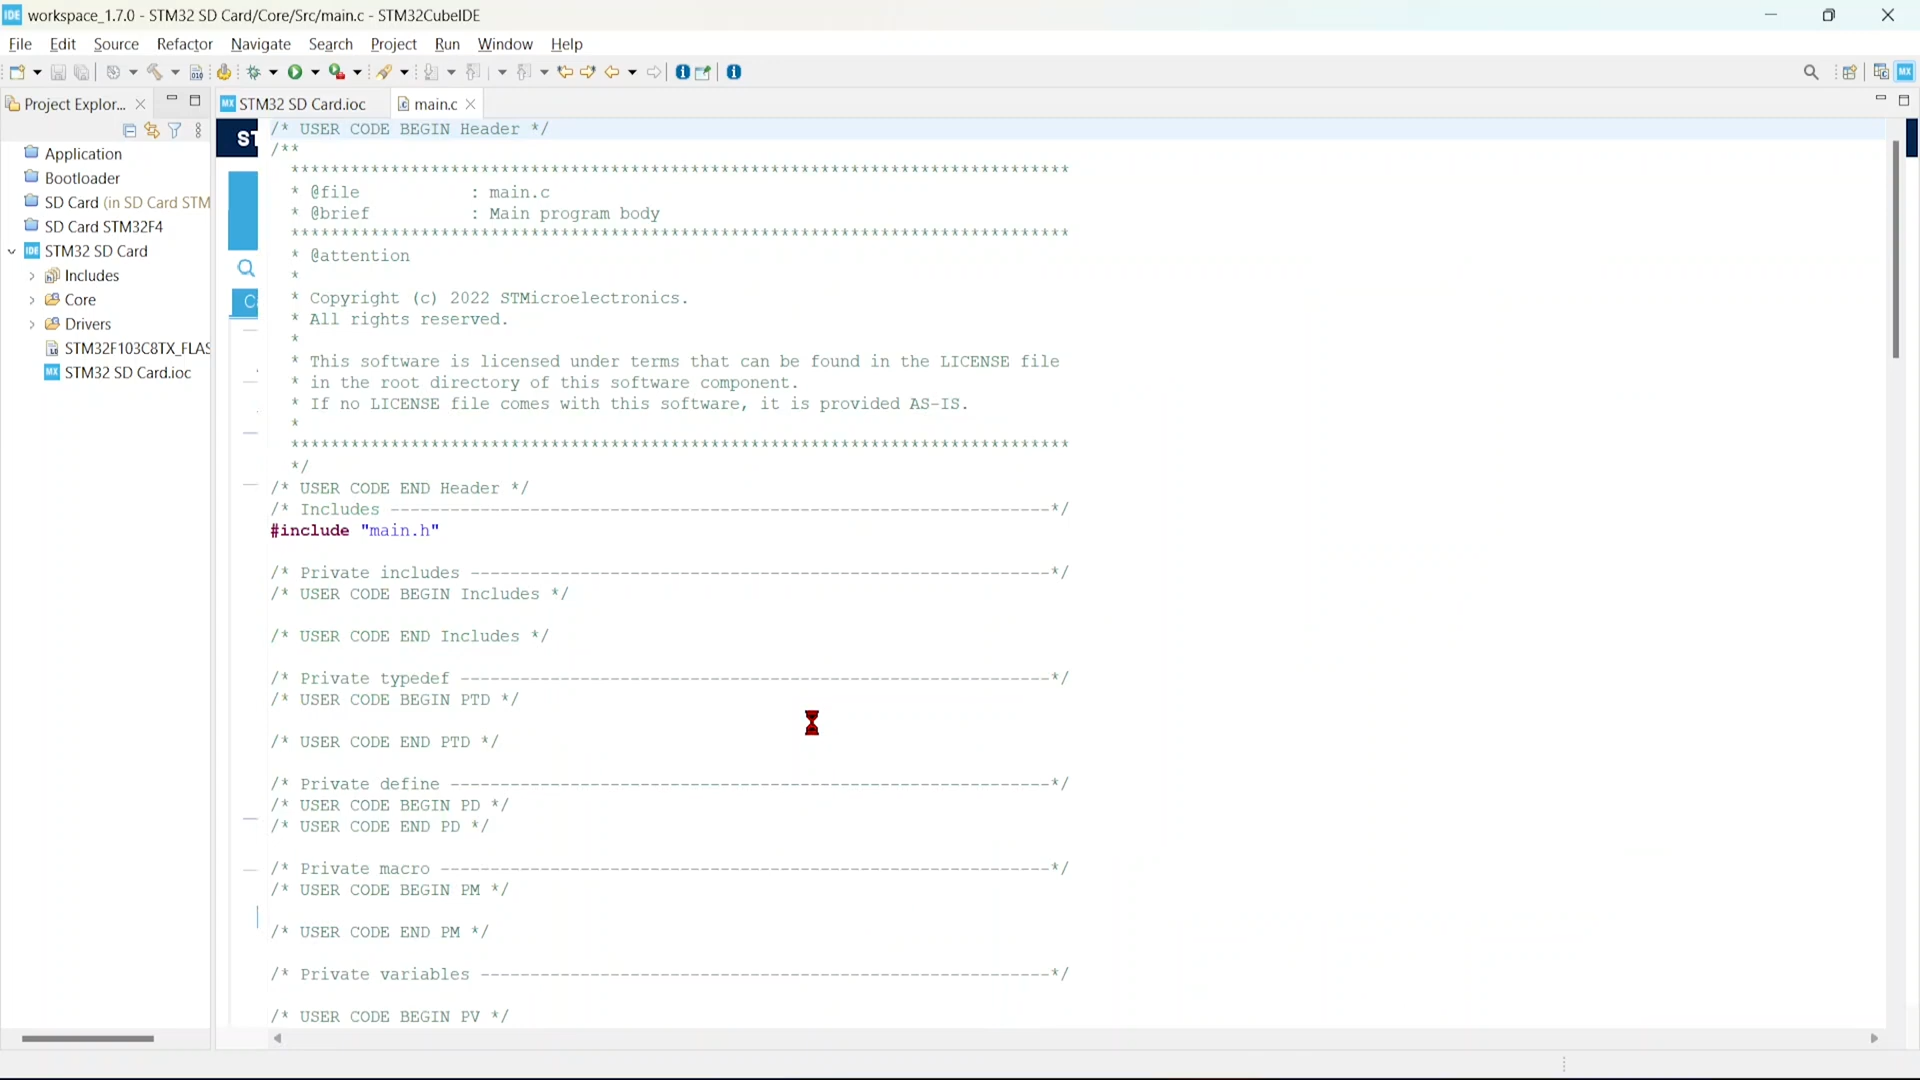 workspace_1.7.0 - STM32 SD Card/Core/Src/main.c - STM32CubeIDE
File Edit Source Refactor Navigate Search Project Run Window Help
Project Explor...
STM32 SD Card.ioc
main.c
Application
Bootloader
SD Card (in SD Card STM
SD Card STM32F4
STM32 SD Card
Includes
Core
Drivers
STM32F103C8TX_FLAS
STM32 SD Card.ioc
/* USER CODE BEGIN Header */
/**
******************************************************************************
* @file : main.c
* @brief : Main program body
******************************************************************************
* @attention
*
* Copyright (c) 2022 STMicroelectronics.
* All rights reserved.
*
* This software is licensed under terms that can be found in the LICENSE file
* in the root directory of this software component.
* If no LICENSE file comes with this software, it is provided AS-IS.
*
******************************************************************************
*/
/* USER CODE END Header */
/* Includes ------------------------------------------------------------------*/
#include "main.h"
/* Private includes ----------------------------------------------------------*/
/* USER CODE BEGIN Includes */
/* USER CODE END Includes */
/* Private typedef -----------------------------------------------------------*/
/* USER CODE BEGIN PTD */
/* USER CODE END PTD */
/* Private define ------------------------------------------------------------*/
/* USER CODE BEGIN PD */
/* USER CODE END PD */
/* Private macro -------------------------------------------------------------*/
/* USER CODE BEGIN PM */
/* USER CODE END PM */
/* Private variables ---------------------------------------------------------*/
/* USER CODE BEGIN PV */